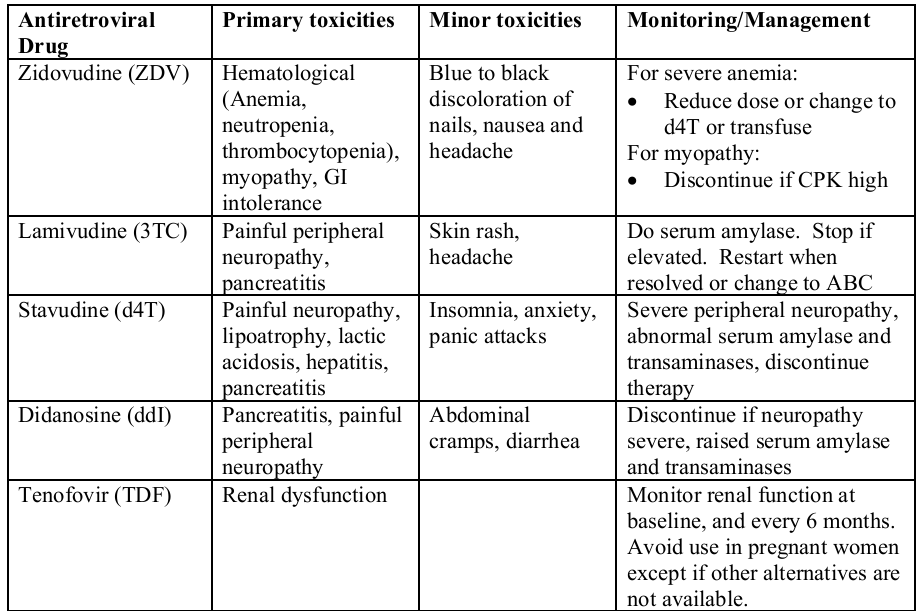 Antiretroviral
Drug
Primary toxicities
Minor toxicities
Monitoring/Management
Zidovudine (ZDV)
Hematological
(Anemia,
neutropenia,
thrombocytopenia),
myopathy, GI
intolerance
Blue to black
discoloration of
nails, nausea and
headache
For severe anemia:
• Reduce dose or change to
d4T or transfuse
For myopathy:
• Discontinue if CPK high
Lamivudine (3TC)
Painful peripheral
neuropathy,
pancreatitis
Skin rash,
headache
Do serum amylase. Stop if
elevated. Restart when
resolved or change to ABC
Stavudine (d4T)
Painful neuropathy,
lipoatrophy, lactic
acidosis, hepatitis,
pancreatitis
Insomnia, anxiety,
panic attacks
Severe peripheral neuropathy,
abnormal serum amylase and
transaminases, discontinue
therapy
Didanosine (ddI)
Pancreatitis, painful
peripheral
neuropathy
Abdominal
cramps, diarrhea
Discontinue if neuropathy
severe, raised serum amylase
and transaminases
Tenofovir (TDF)
Renal dysfunction
Monitor renal function at
baseline, and every 6 months.
Avoid use in pregnant women
except if other alternatives are
not available.